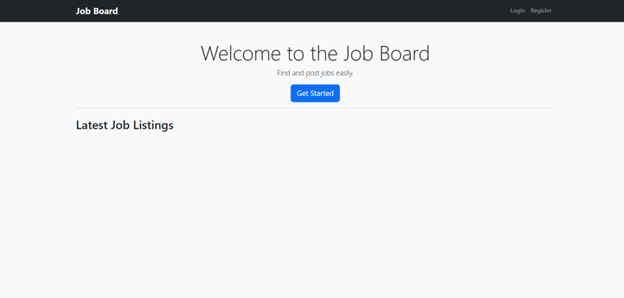 Job Board
Login Register
Welcome to the Job Board
Find and post jobs easily.
Get Started
Latest Job Listings